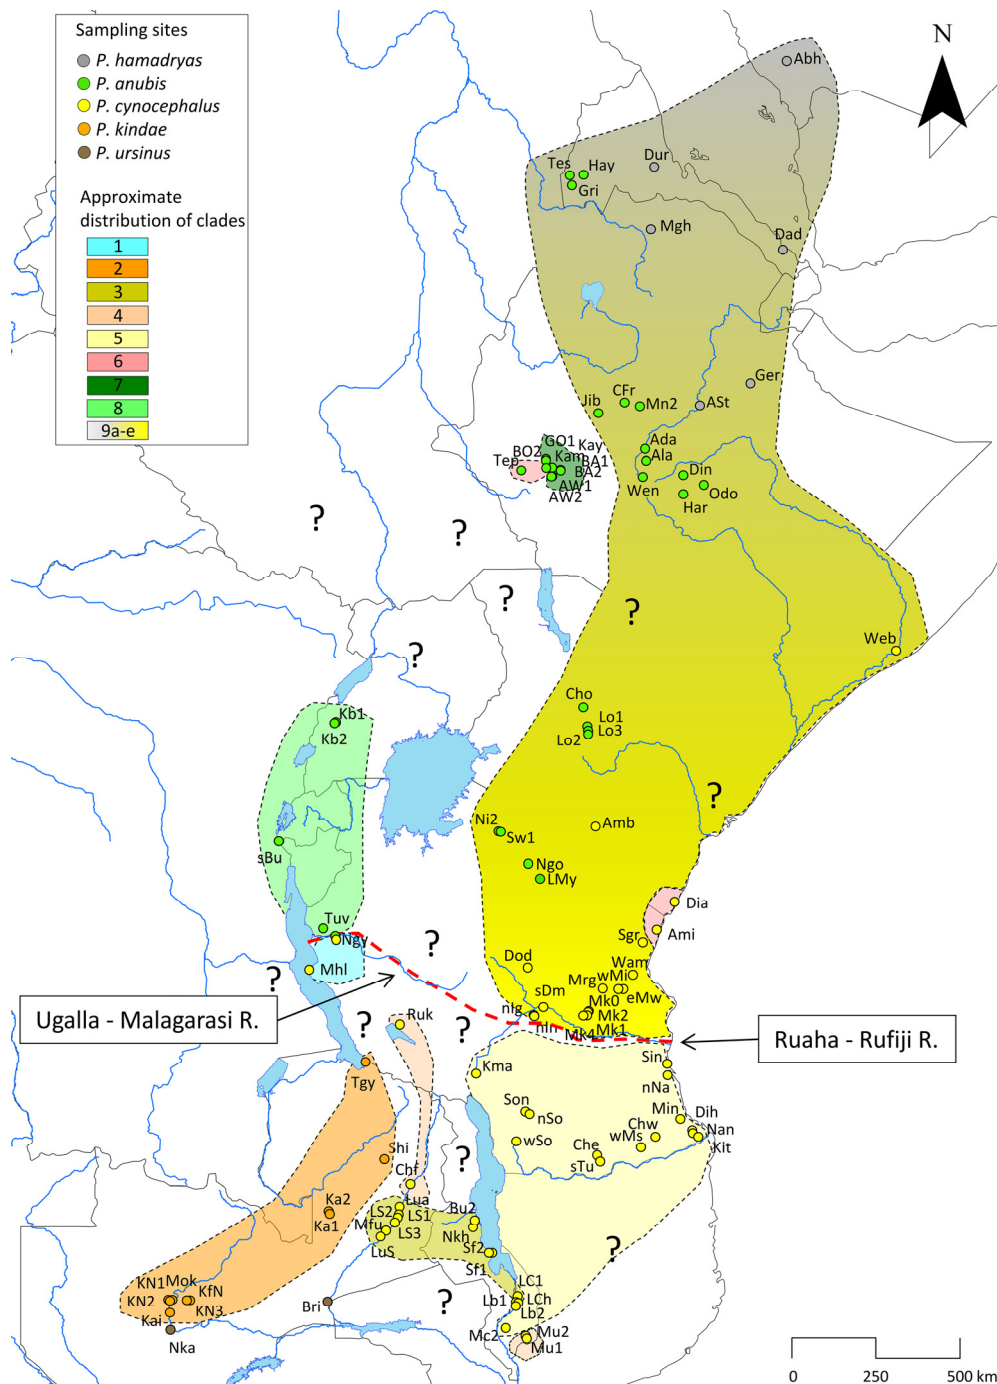 Sampling sites
P. hamadryas
P. anubis
P. cynocephalus
P. kindae
P. ursinus
Approximate
distribution of clades
1
2
3
4
5
6
7
8
9a-e
N
Abh
Tes
Hay
Dur
Gri
Mgh
Dad
Ger
CFr
Jib
Mn2
ASt
Ada
Ala
Din
Wen
Odo
Har
GO1
Kay
BO2
Kam
BA1
Tep
BA2
AW1
AW2
?
?
?
?
?
Web
Cho
Lo1
Lo3
Lo2
Kb1
Kb2
?
Ni2
Sw1
Amb
sBu
Ngo
LMy
Dia
Tuv
Ngy
Ami
Sgr
?
Mhl
Dod
Wam
wMi
Mrg
eMw
?
sDm
Mk0
nIg
Mk2
nIn
Mk1
Mk4
Ugalla - Malagarasi R.
Ruaha - Rufiji R.
Ruk
?
?
Tgy
Kma
Sin
nNa
Son
nSo
Min
Dih
Nan
Chw
wMs
Kit
wSo
Che
sTu
Shi
?
Chf
Ka2
Ka1
Lua
LS2
LS1
Bu2
Mfu
LS3
Nkh
LuS
Sf2
Sf1
?
KN1
Mok
KfN
KN2
KN3
Kai
Nka
Bri
?
LC1
LCh
Lb1
Lb2
Mc2
Mu2
Mu1
0
250
500 km